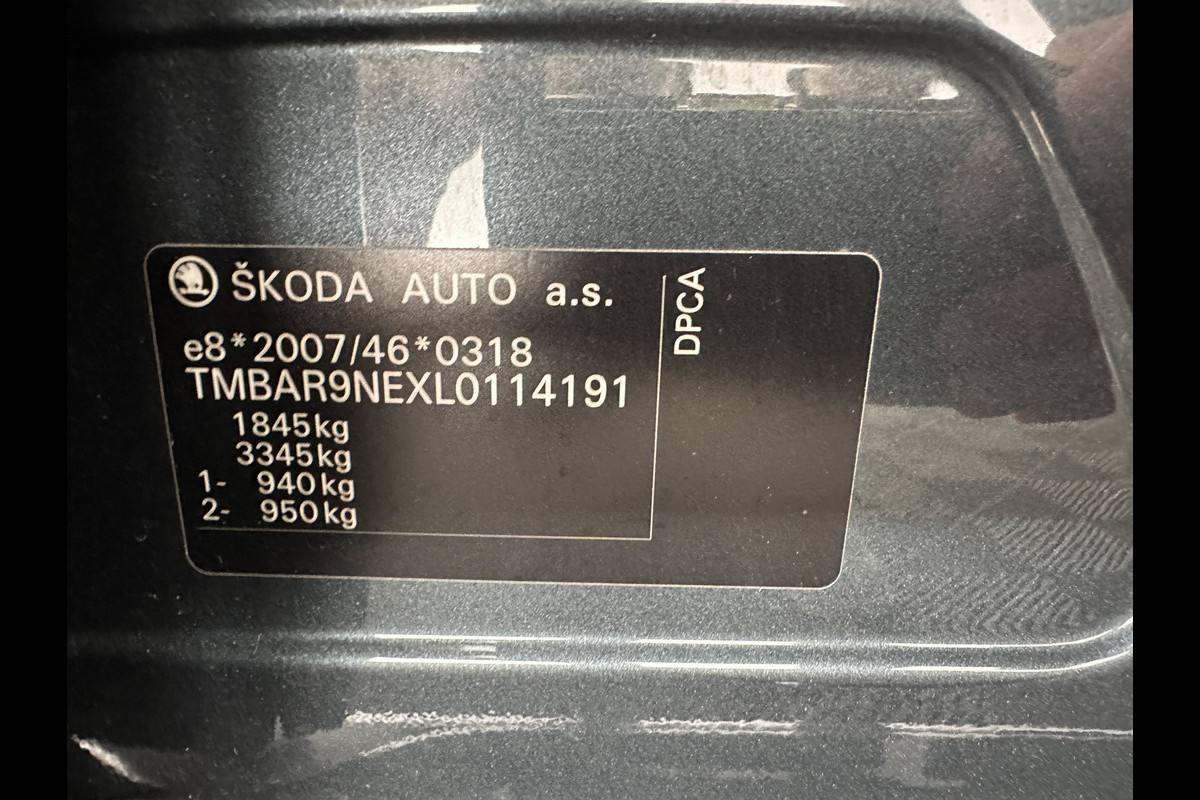 ŠKODA AUTO a.s.
e8*2007/46*0318
TMBAR9NEXL0114191
1845kg
3345kg
1- 940kg
2- 950kg
DPCA